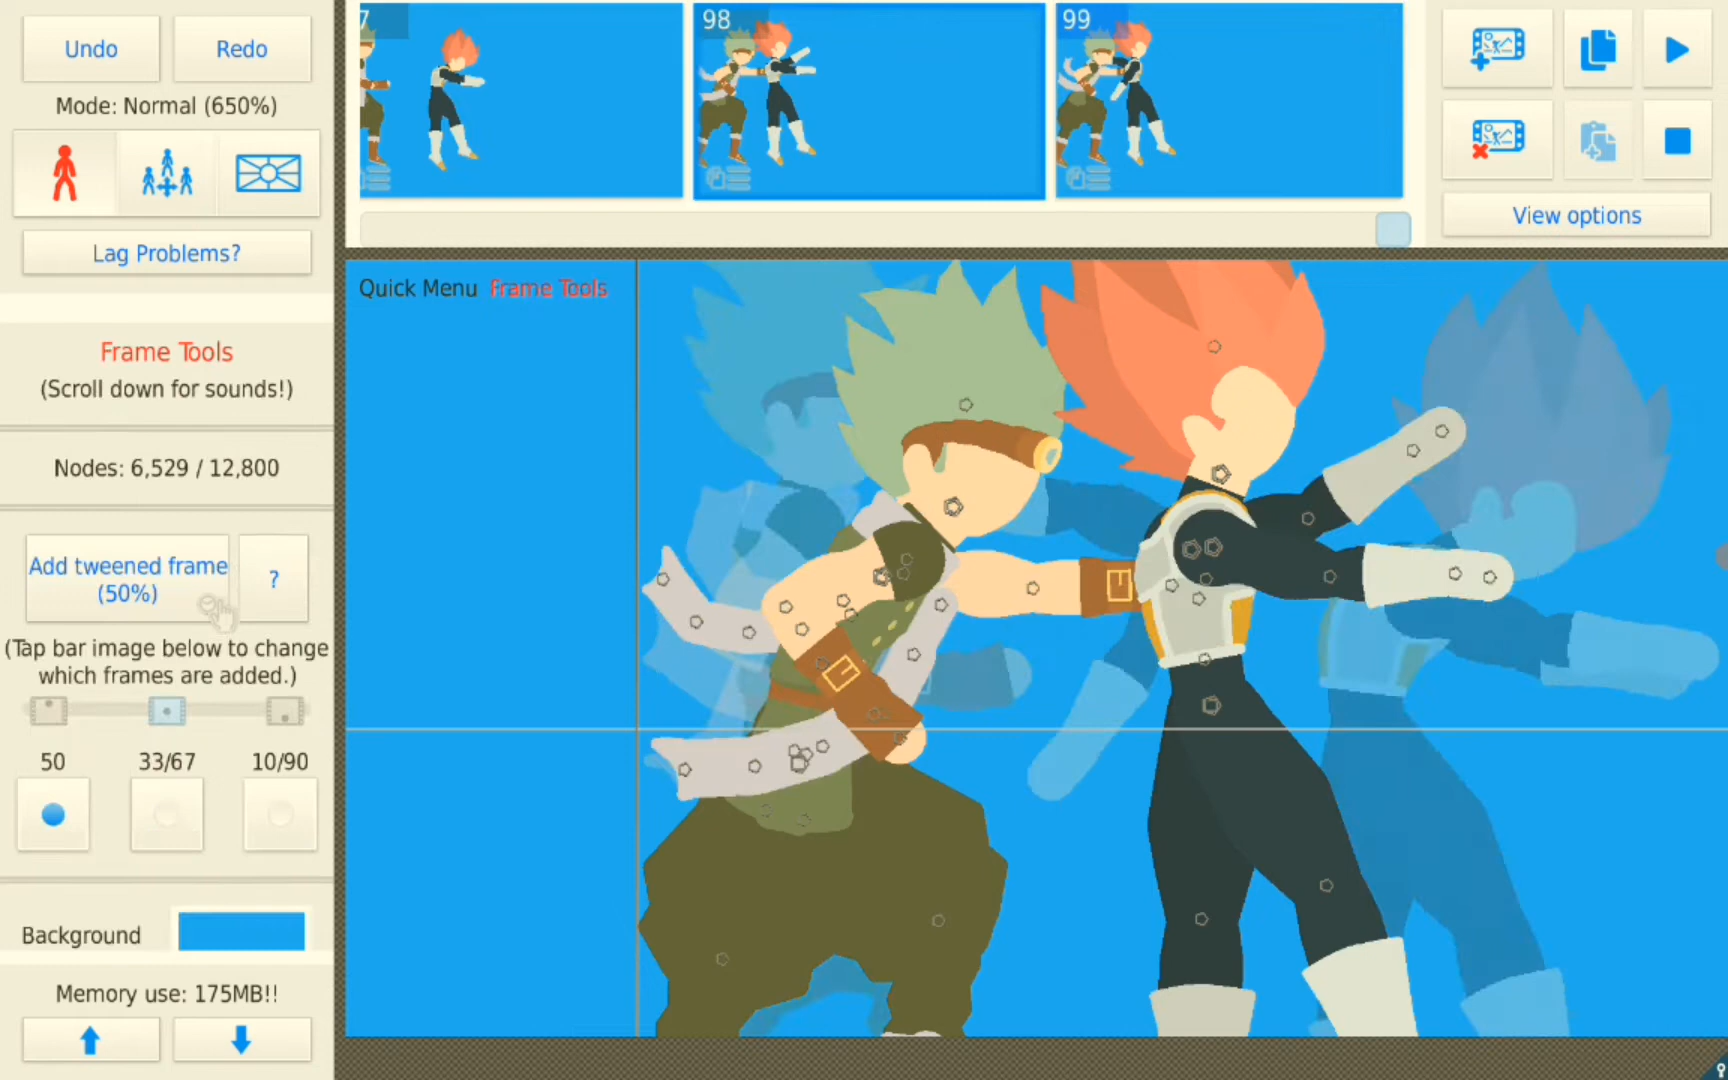 Undo
Redo
Mode: Normal (650%)
Lag Problems?
Frame Tools
(Scroll down for sounds!)
Nodes: 6,529 / 12,800
Add tweened frame
(50%)
?
(Tap bar image below to change
which frames are added.)
50
33/67
10/90
Background
Memory use: 175MB!!
7
98
99
View options
Quick Menu
Frame Tools